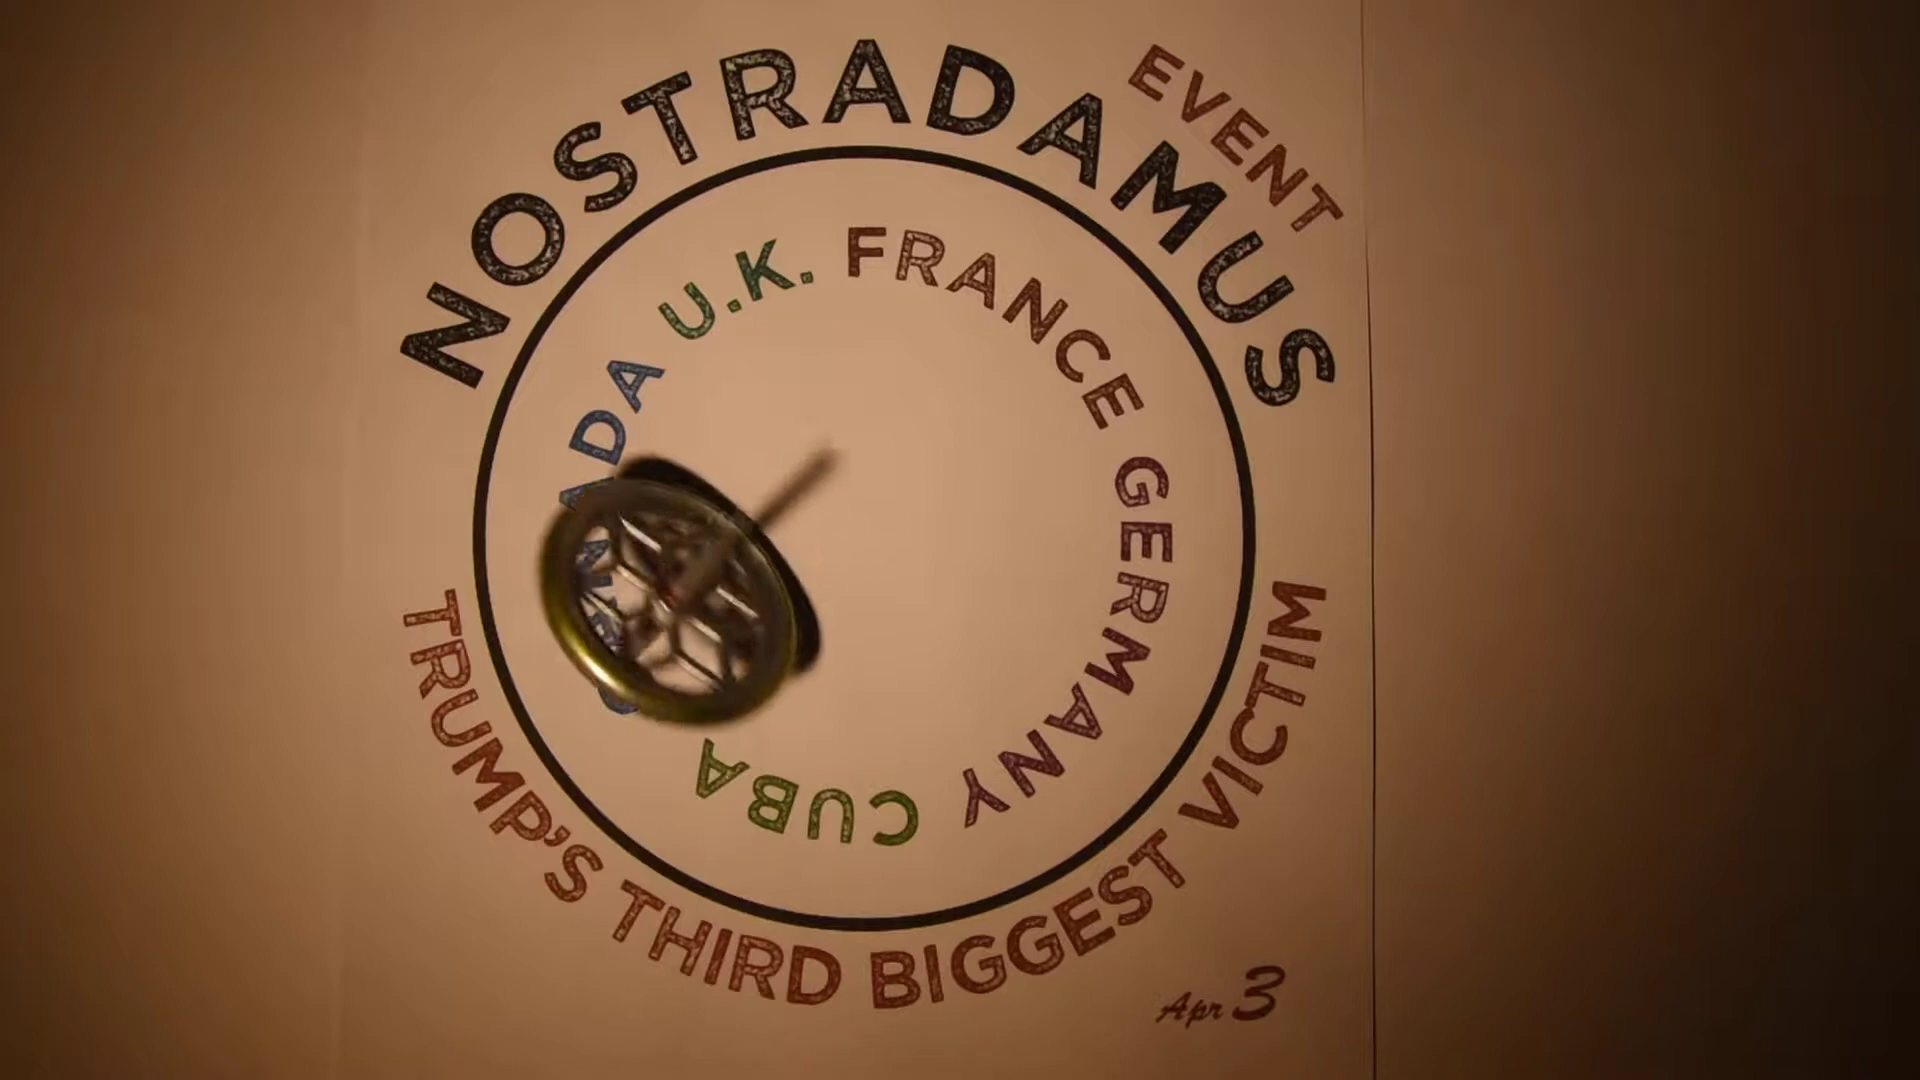 NOSTRADAMUS
EVENT
U.K.
FRANCE
GERMANY
CUBA
TRUMP'S THIRD BIGGEST VICTIM
Apr 3